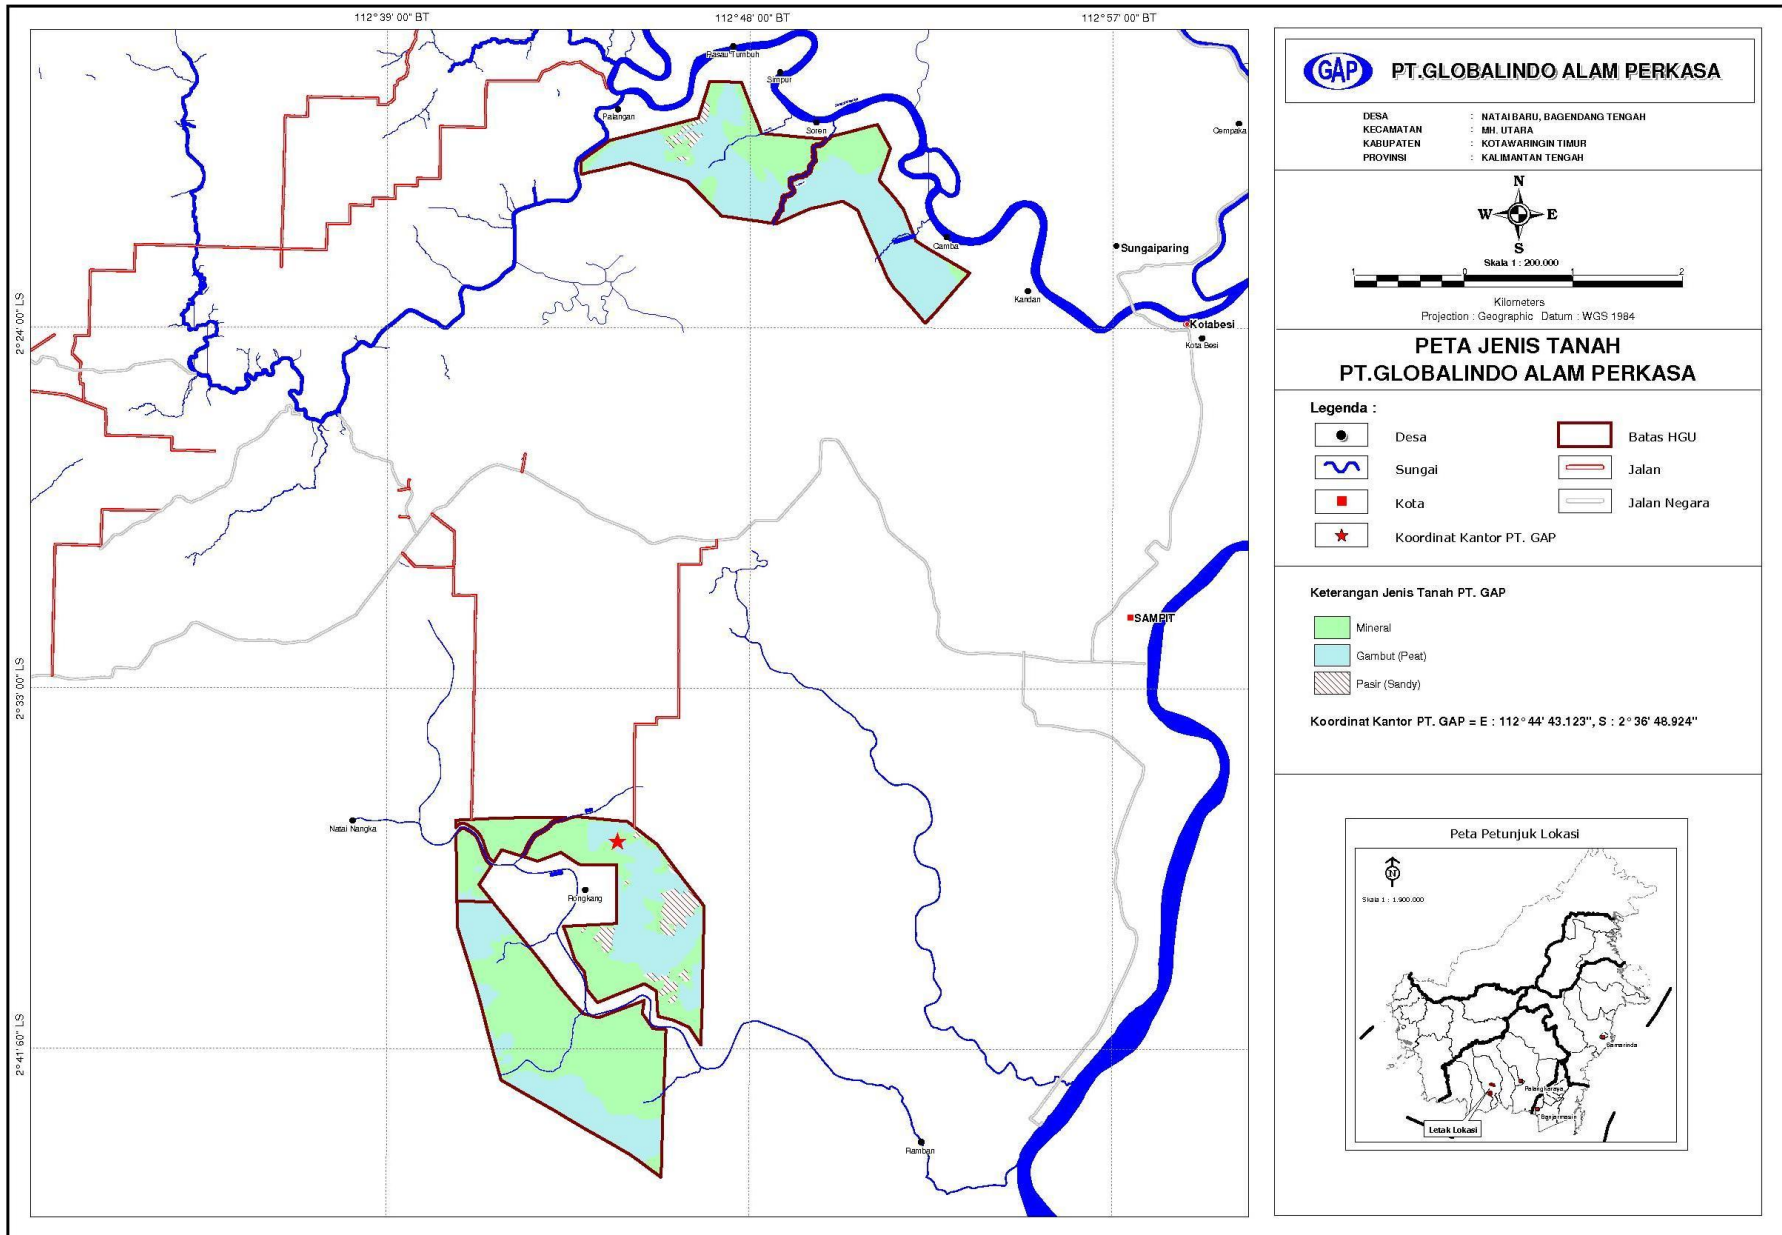 112°39' 00" BT
112°48' 00" BT
112°57' 00" BT
2°24'00" LS
2°33'00" LS
2°41'60" LS
Rasau Tumbuh
Simpur
Palangan
Soren
Cempaka
Camba
Sungaiparing
Kandan
Kotabesi
Kota Besi
SAMPIT
Natai Nangka
Rongkang
Ramban
GAP
PT.GLOBALINDO ALAM PERKASA
DESA : NATAI BARU, BAGENDANG TENGAH
KECAMATAN : MH. UTARA
KABUPATEN : KOTAWARINGIN TIMUR
PROVINSI : KALIMANTAN TENGAH
N
W E
S
Skala 1 : 200.000
1 0 1 2
Kilometers
Projection : Geographic Datum : WGS 1984
PETA JENIS TANAH
PT.GLOBALINDO ALAM PERKASA
Legenda :
Desa
Batas HGU
Sungai
Jalan
Kota
Jalan Negara
Koordinat Kantor PT. GAP
Keterangan Jenis Tanah PT. GAP
Mineral
Gambut (Peat)
Pasir (Sandy)
Koordinat Kantor PT. GAP = E : 112° 44' 43.123", S : 2° 36' 48.924"
Peta Petunjuk Lokasi
N
Skala 1 : 1.900.000
Samarinda
Palangkaraya
Banjarmasin
Letak Lokasi